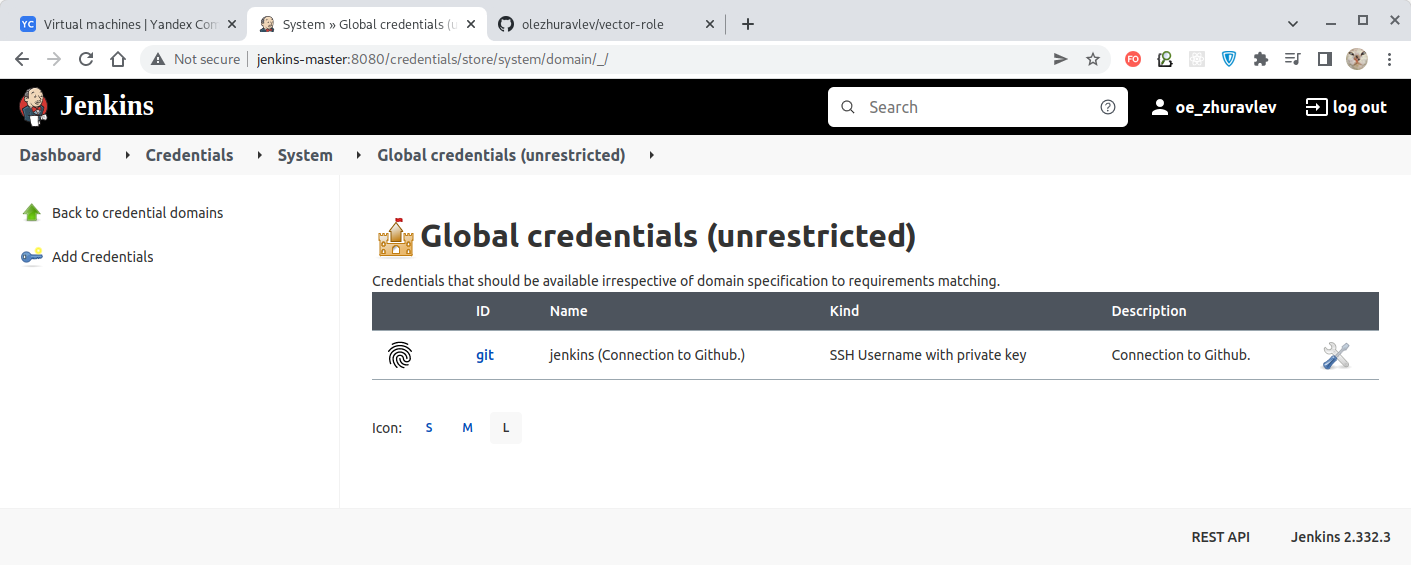 YC Virtual machines | Yandex Com
System » Global credentials (u
olezhuravlev/vector-role
Not secure | jenkins-master:8080/credentials/store/system/domain/_/
FO
Jenkins
Search
oe_zhuravlev
log out
Dashboard
Credentials
System
Global credentials (unrestricted)
Back to credential domains
Add Credentials
Global credentials (unrestricted)
Credentials that should be available irrespective of domain specification to requirements matching.
ID Name Kind Description
git jenkins (Connection to Github.) SSH Username with private key Connection to Github.
Icon: S M L
REST API Jenkins 2.332.3